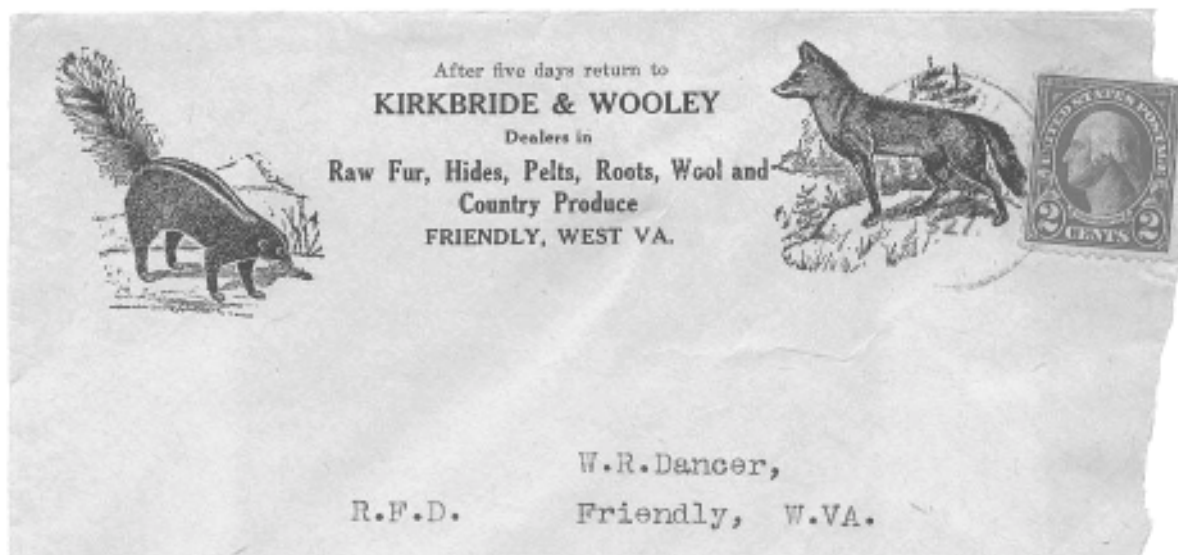 After five days return to
KIRKBRIDE & WOOLEY
Dealers in
Raw Fur, Hides, Pelts, Roots, Wool and
Country Produce
FRIENDLY, WEST VA.
UNITED STATES POSTAGE
2 CENTS 2
W.R.Dancer,
R.F.D. Friendly, W.VA.